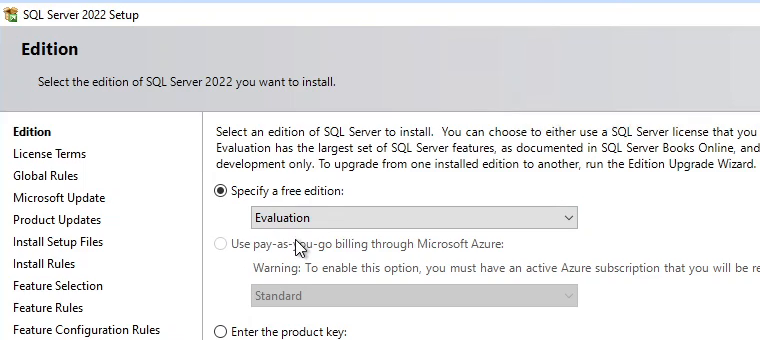 SQL Server 2022 Setup
Edition
Select the edition of SQL Server 2022 you want to install.
Edition
License Terms
Global Rules
Microsoft Update
Product Updates
Install Setup Files
Install Rules
Feature Selection
Feature Rules
Feature Configuration Rules
Select an edition of SQL Server to install. You can choose to either use a SQL Server license that you
Evaluation has the largest set of SQL Server features, as documented in SQL Server Books Online, and
development only. To upgrade from one installed edition to another, run the Edition Upgrade Wizard.
Specify a free edition:
Evaluation
Use pay-as-you-go billing through Microsoft Azure:
Warning: To enable this option, you must have an active Azure subscription that you will be re
Standard
Enter the product key: